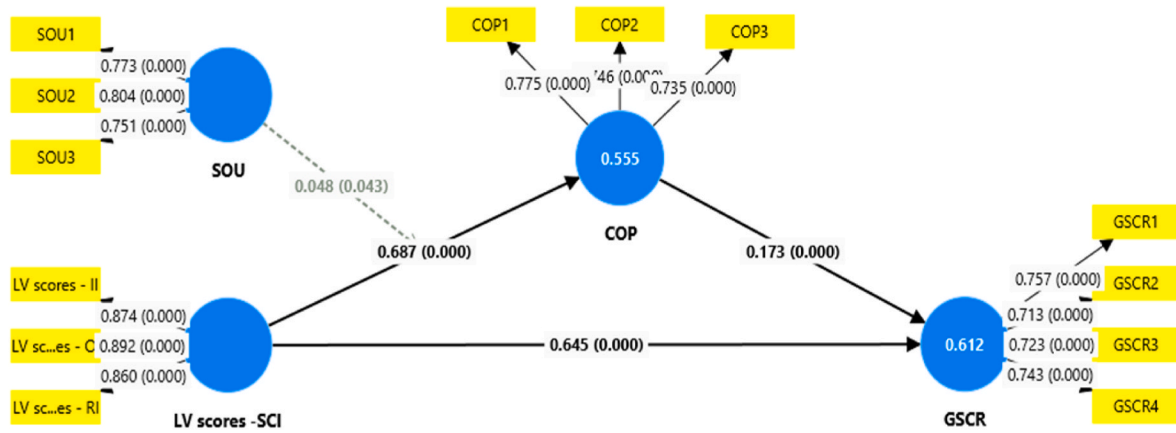 SOU1
SOU2
SOU3
0.773 (0.000)
0.804 (0.000)
0.751 (0.000)
SOU
0.048 (0.043)
COP1
COP2
COP3
0.775 (0.000)
0.735 (0.000)
0.555
COP
0.687 (0.000)
0.173 (0.000)
0.645 (0.000)
LV scores - II
LV sc...es - O
LV sc...es - RI
0.874 (0.000)
0.892 (0.000)
0.860 (0.000)
LV scores -SCI
GSCR1
GSCR2
GSCR3
GSCR4
0.757 (0.000)
0.713 (0.000)
0.723 (0.000)
0.743 (0.000)
0.612
GSCR